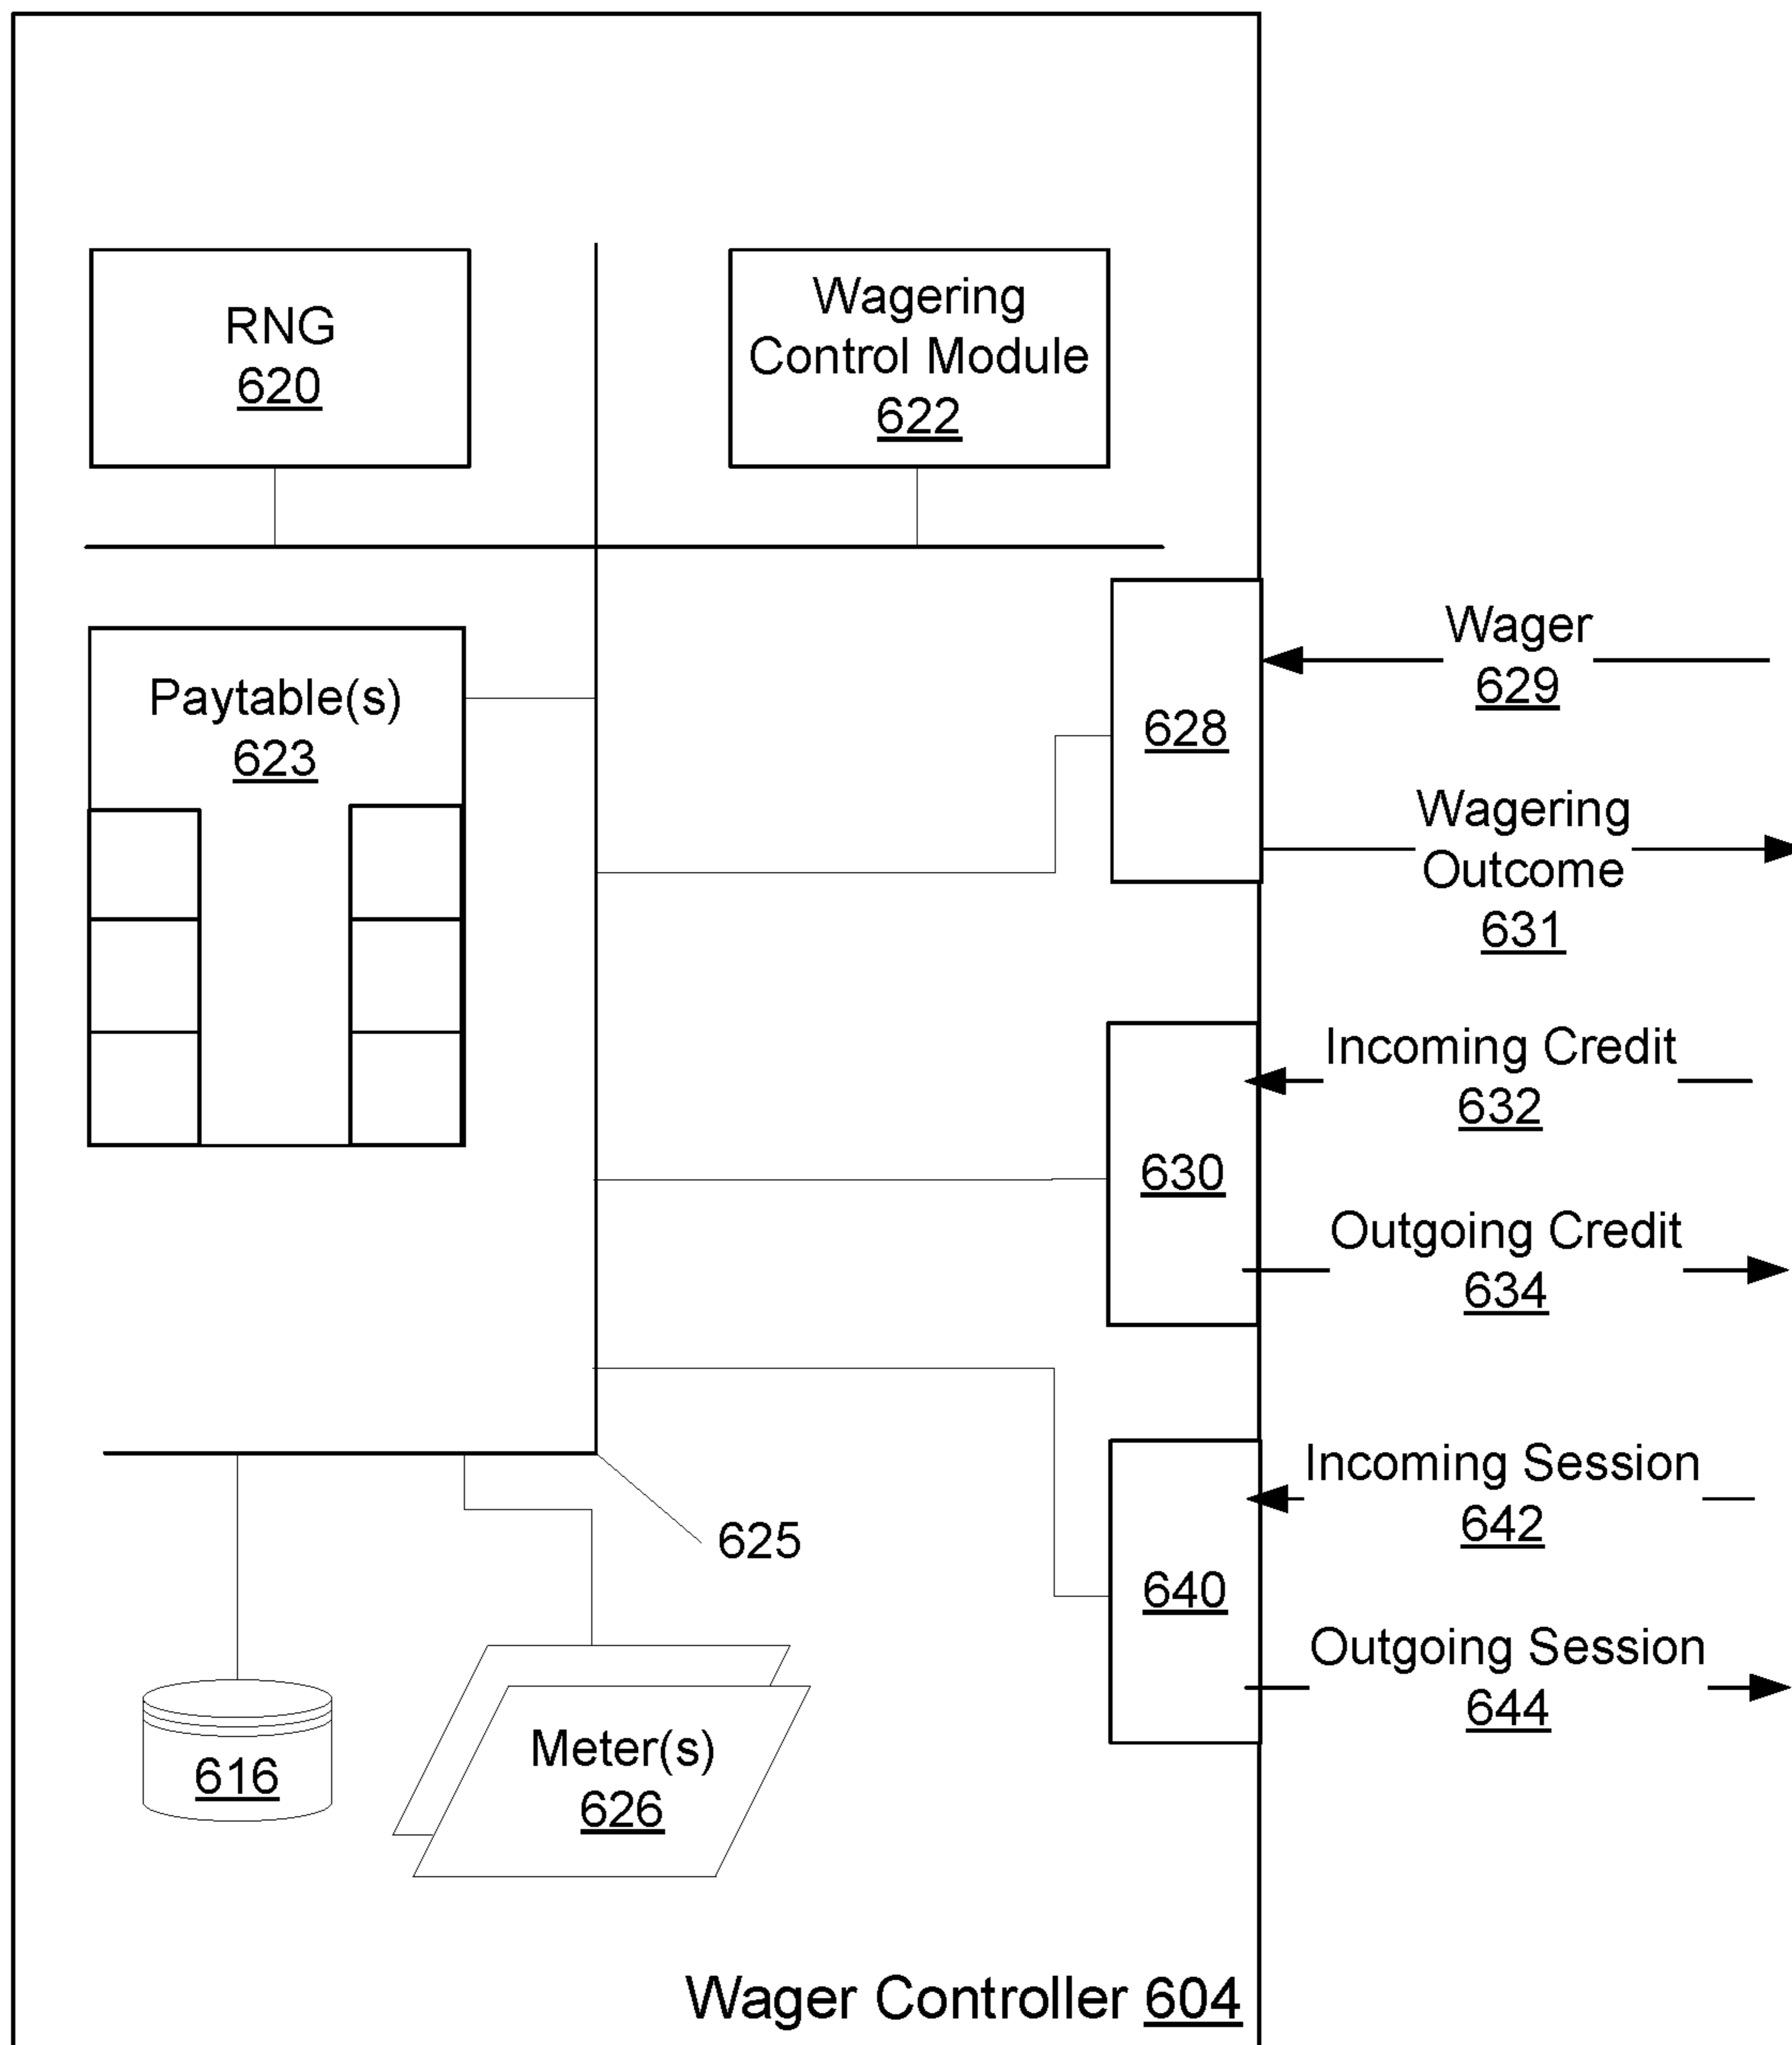 RNG
620
Wagering
Control Module
622
Paytable(s)
623
628
Wager
629
Wagering
Outcome
631
630
Incoming Credit
632
Outgoing Credit
634
640
Incoming Session
642
Outgoing Session
644
625
616
Meter(s)
626
Wager Controller 604